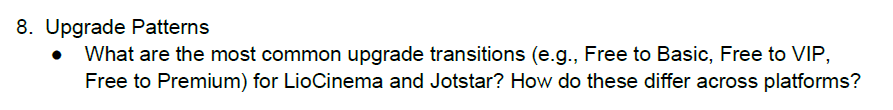 8. Upgrade Patterns
● What are the most common upgrade transitions (e.g., Free to Basic, Free to VIP,
Free to Premium) for LioCinema and Jotstar? How do these differ across platforms?